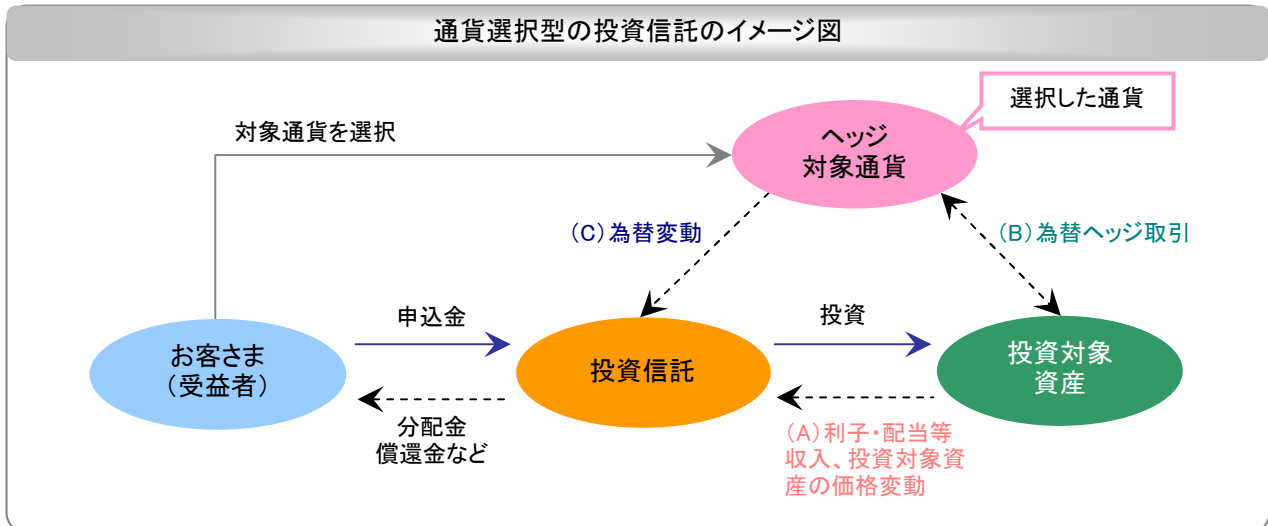 通貨選択型の投資信託のイメージ図
選択した通貨
対象通貨を選択
ヘッジ
対象通貨
(C)為替変動
(B)為替ヘッジ取引
申込金
投資
お客さま
(受益者)
投資信託
投資対象
資産
分配金
償還金など
(A)利子・配当等
収入、投資対象資
産の価格変動